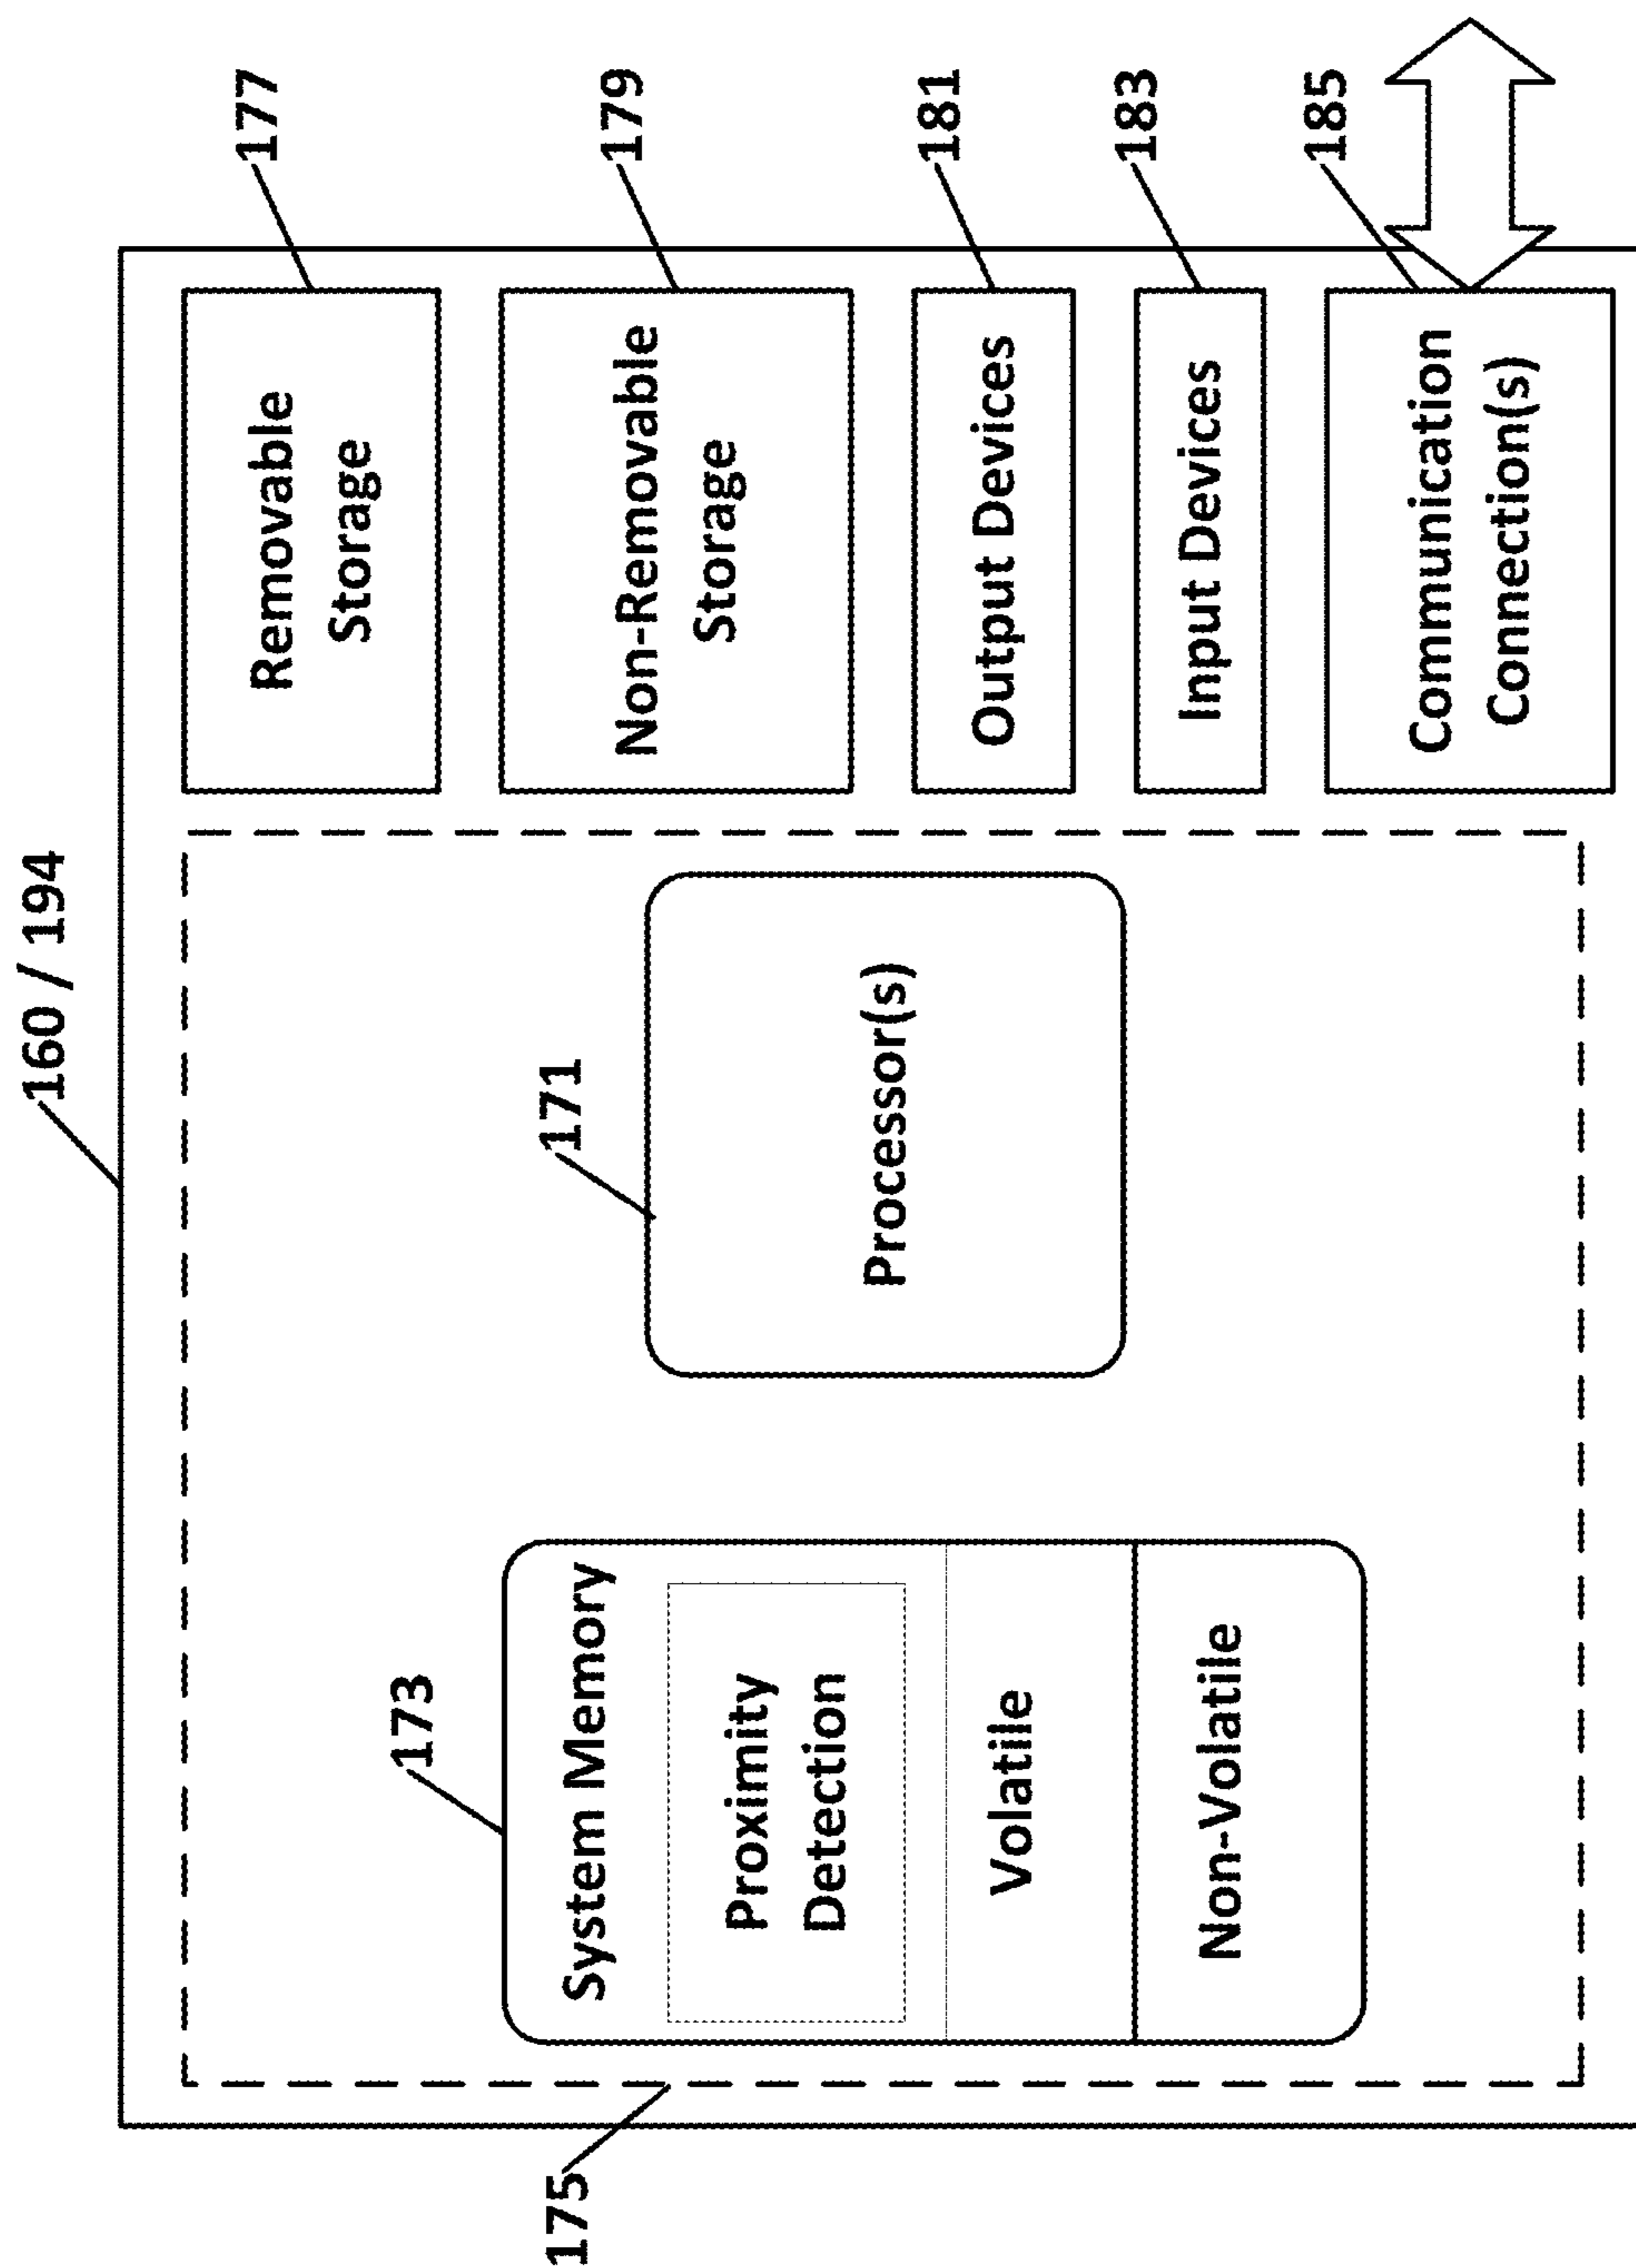 160 / 194
175
173
System Memory
Proximity
Detection
Volatile
Non-Volatile
171
Processor(s)
177
Removable
Storage
179
Non-Removable
Storage
181
Output Devices
183
Input Devices
185
Communication
Connection(s)